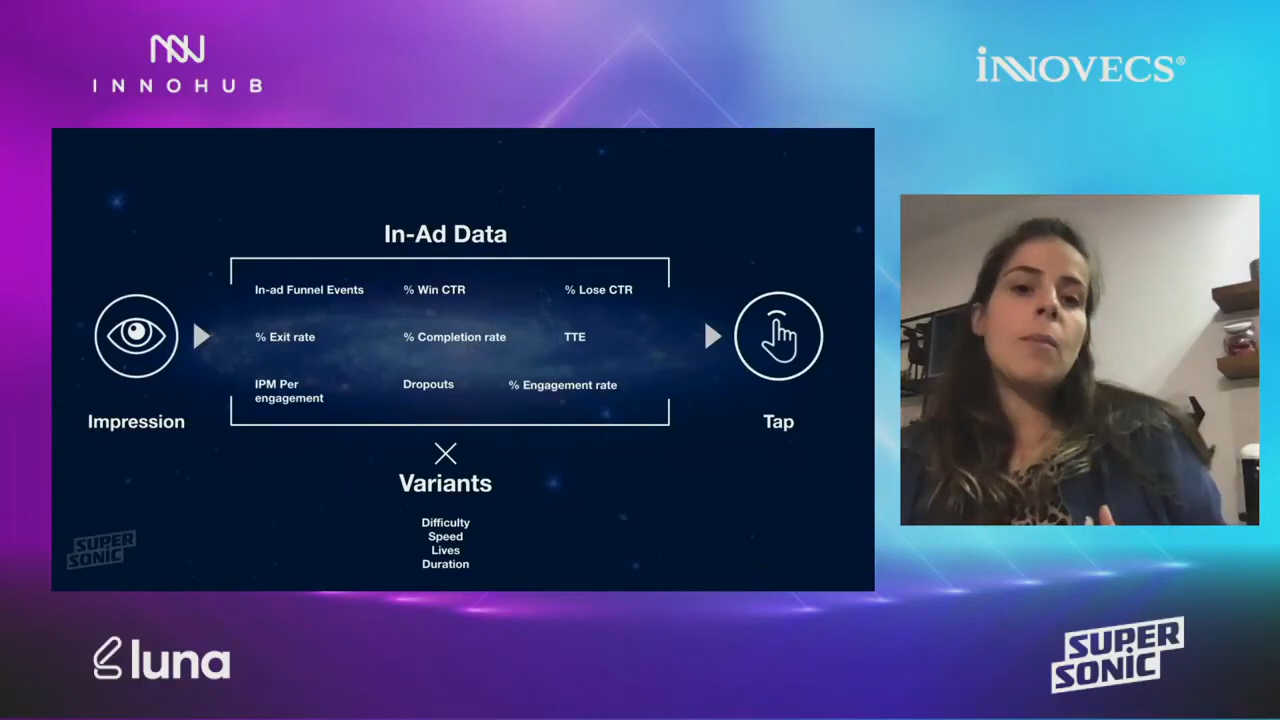 INNOHUB
iNNOVECS®
In-Ad Data
In-ad Funnel Events
% Win CTR
% Lose CTR
% Exit rate
% Completion rate
TTE
IPM Per
engagement
Dropouts
% Engagement rate
Impression
Tap
Variants
Difficulty
Speed
Lives
Duration
SUPER
SONIC
luna
SUPER
SONIC